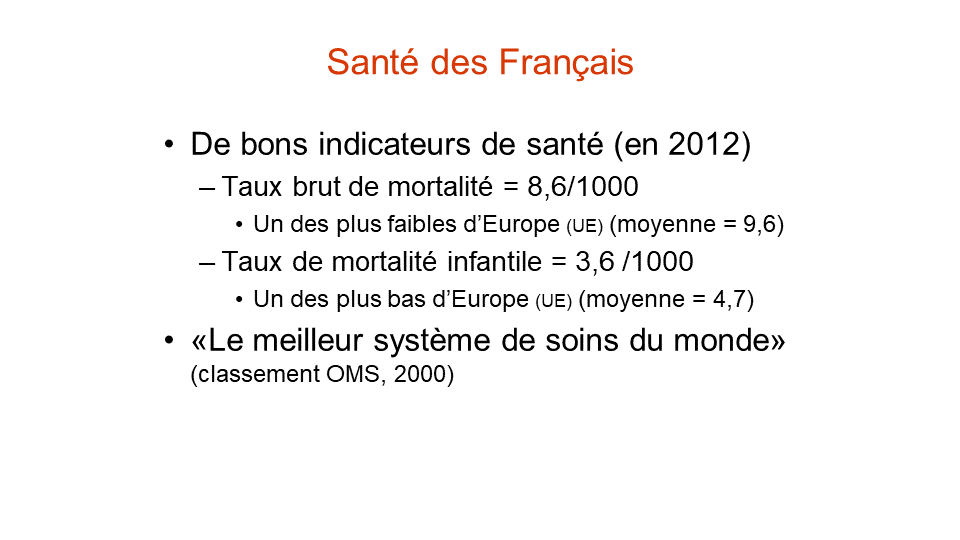 Santé des Français
• De bons indicateurs de santé (en 2012)
– Taux brut de mortalité = 8,6/1000
• Un des plus faibles d’Europe (UE) (moyenne = 9,6)
– Taux de mortalité infantile = 3,6 /1000
• Un des plus bas d’Europe (UE) (moyenne = 4,7)
• «Le meilleur système de soins du monde»
(classement OMS, 2000)